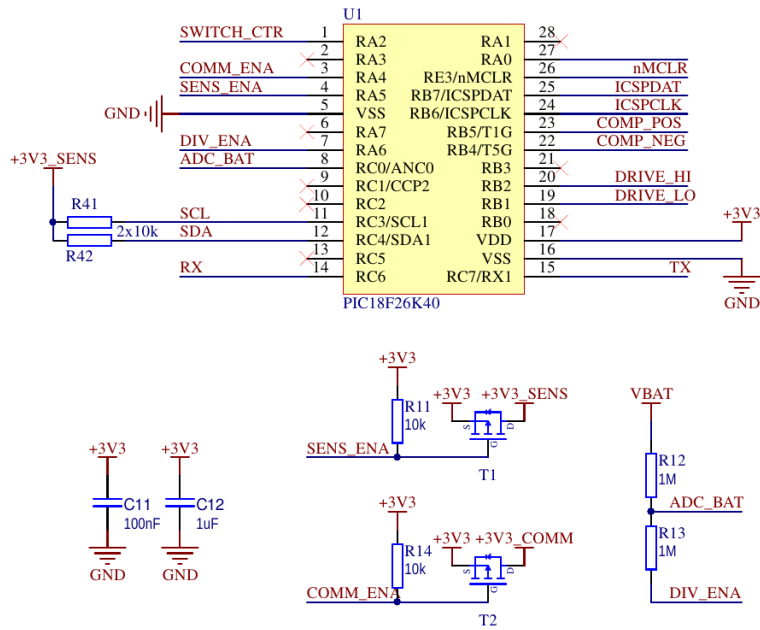 U1
SWITCH_CTR 1 RA2 RA1 28
2 RA3 RA0 27
COMM_ENA 3 RA4 RE3/nMCLR 26 nMCLR
SENS_ENA 4 RA5 RB7/ICSPDAT 25 ICSPDAT
GND 5 VSS RB6/ICSPCLK 24 ICSPCLK
6 RA7 RB5/T1G 23 COMP_POS
DIV_ENA 7 RA6 RB4/T5G 22 COMP_NEG
+3V3_SENS ADC_BAT 8 RC0/ANC0 RB3 21
9 RC1/CCP2 RB2 20 DRIVE_HI
10 RC2 RB1 19 DRIVE_LO
R41 SCL 11 RC3/SCL1 RB0 18 +3V3
2x10k SDA 12 RC4/SDA1 VDD 17
R42 13 RC5 VSS 16
RX 14 RC6 RC7/RX1 15 TX
PIC18F26K40 GND
+3V3
R11 +3V3 +3V3_SENS VBAT
10k S D
G
SENS_ENA
T1
+3V3 +3V3
C11 C12
100nF 1uF
GND GND
R12
1M
ADC_BAT
R13
1M
DIV_ENA
+3V3
R14 +3V3 +3V3_COMM
10k S D
G
COMM_ENA
T2